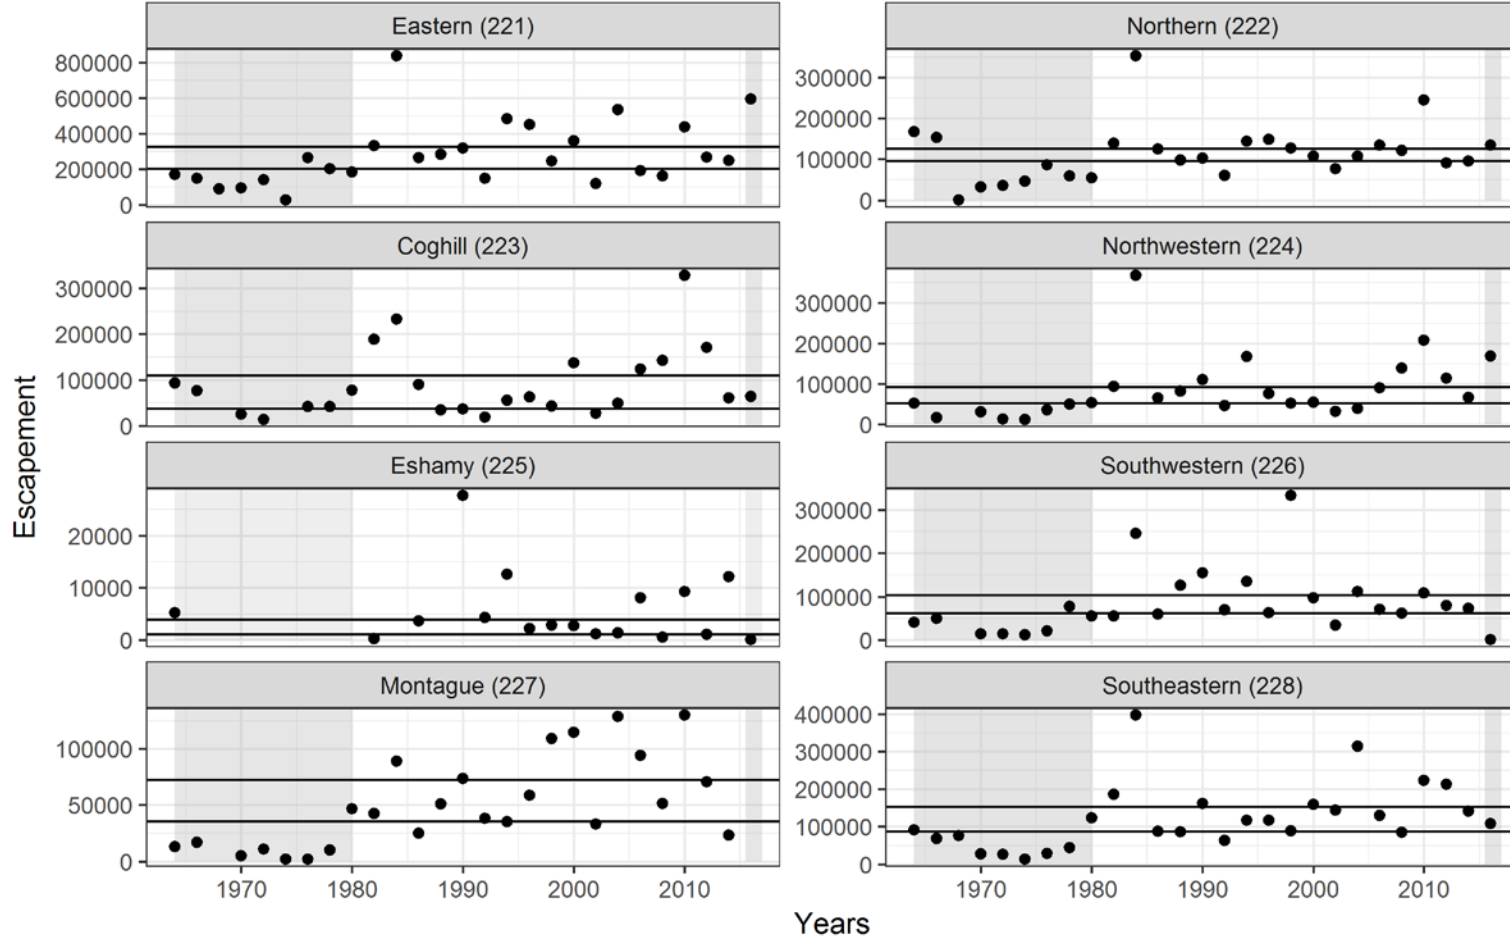 Eastern (221)
800000
600000
400000
200000
0
Northern (222)
300000
200000
100000
0
Coghill (223)
300000
200000
100000
0
Northwestern (224)
300000
200000
100000
0
Eshamy (225)
20000
10000
0
Southwestern (226)
300000
200000
100000
0
Montague (227)
100000
50000
0
Southeastern (228)
400000
300000
200000
100000
0
1970 1980 1990 2000 2010
1970 1980 1990 2000 2010
Escapement
Years